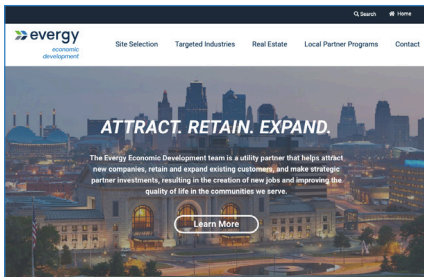 Search Home
evergy
economic
development
Site Selection Targeted Industries Real Estate Local Partner Programs Contact
ATTRACT. RETAIN. EXPAND.
The Evergy Economic Development team is a utility partner that helps attract
new companies, retain and expand existing customers, and make strategic
partner investments, resulting in the creation of new jobs and improving the
quality of life in the communities we serve.
Learn More